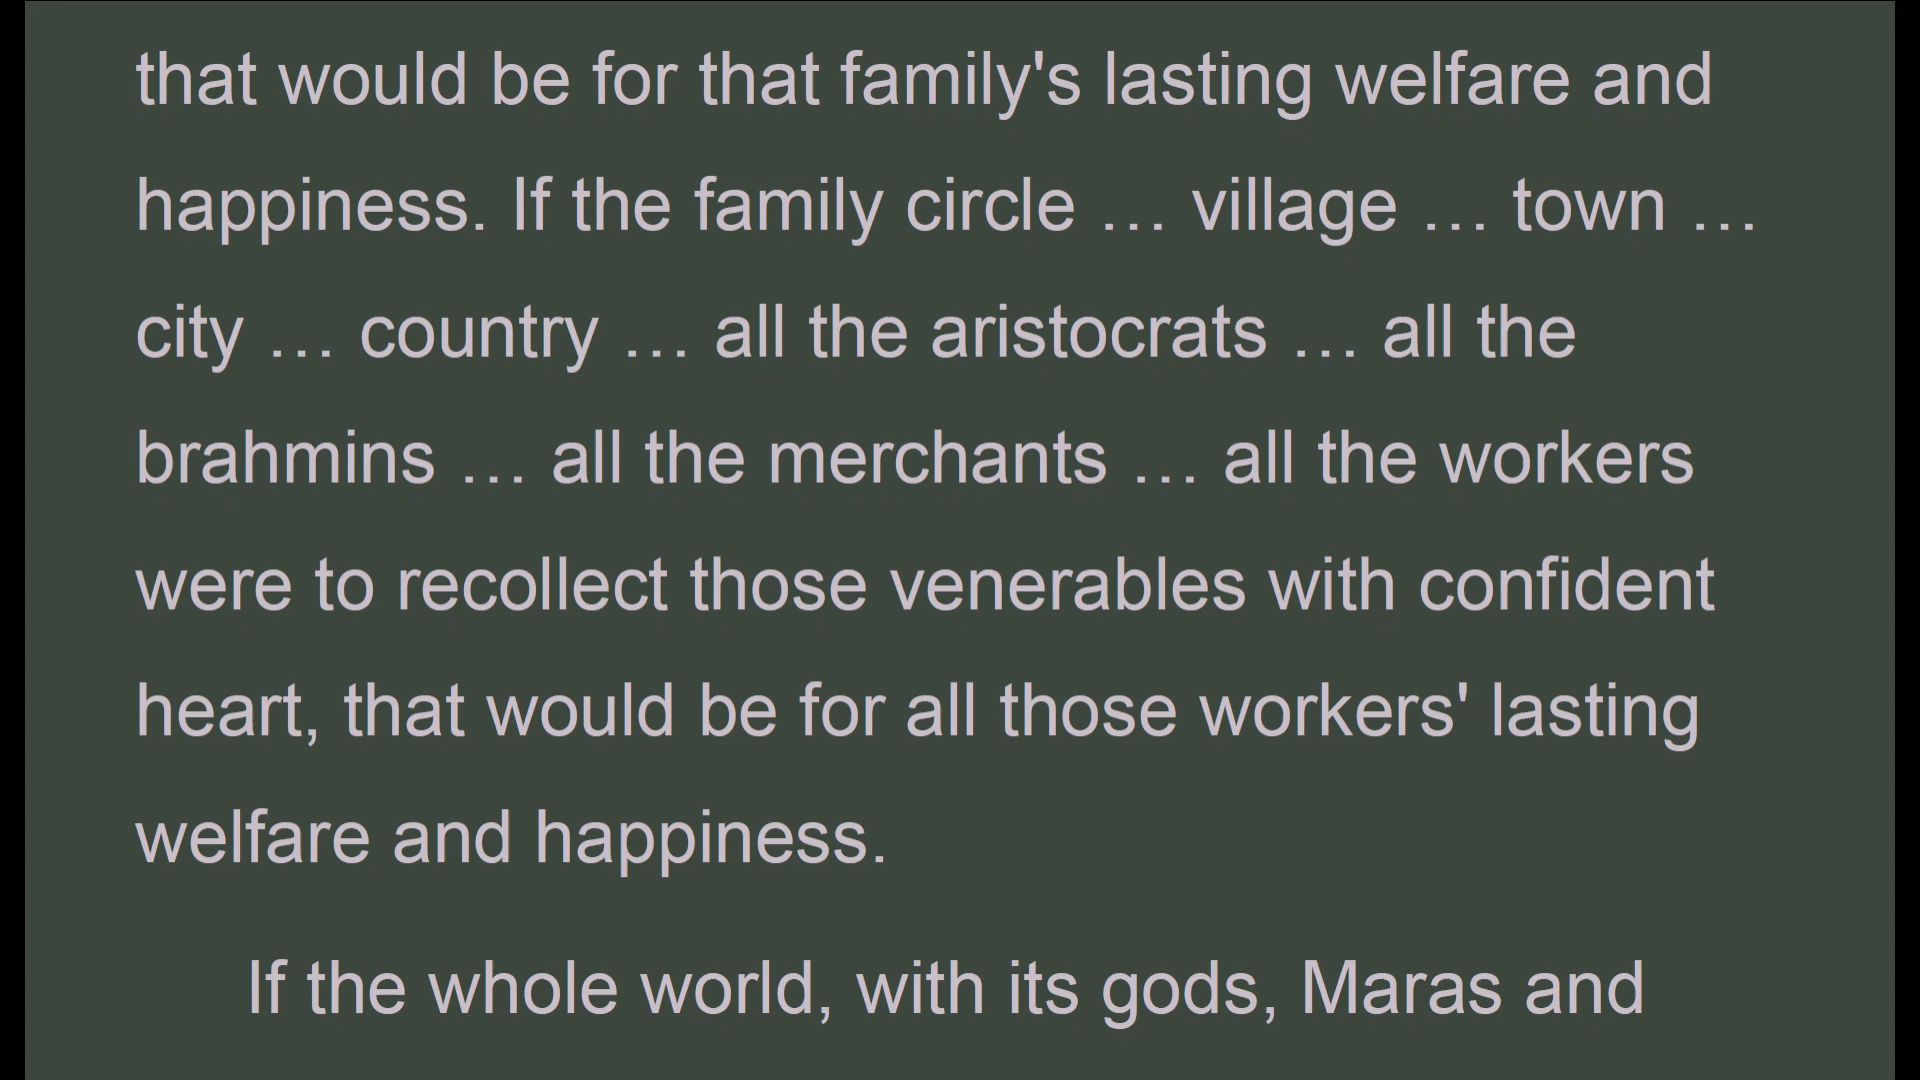 that would be for that family's lasting welfare and
happiness. If the family circle … village … town …
city … country … all the aristocrats … all the
brahmins … all the merchants … all the workers
were to recollect those venerables with confident
heart, that would be for all those workers' lasting
welfare and happiness.
If the whole world, with its gods, Maras and